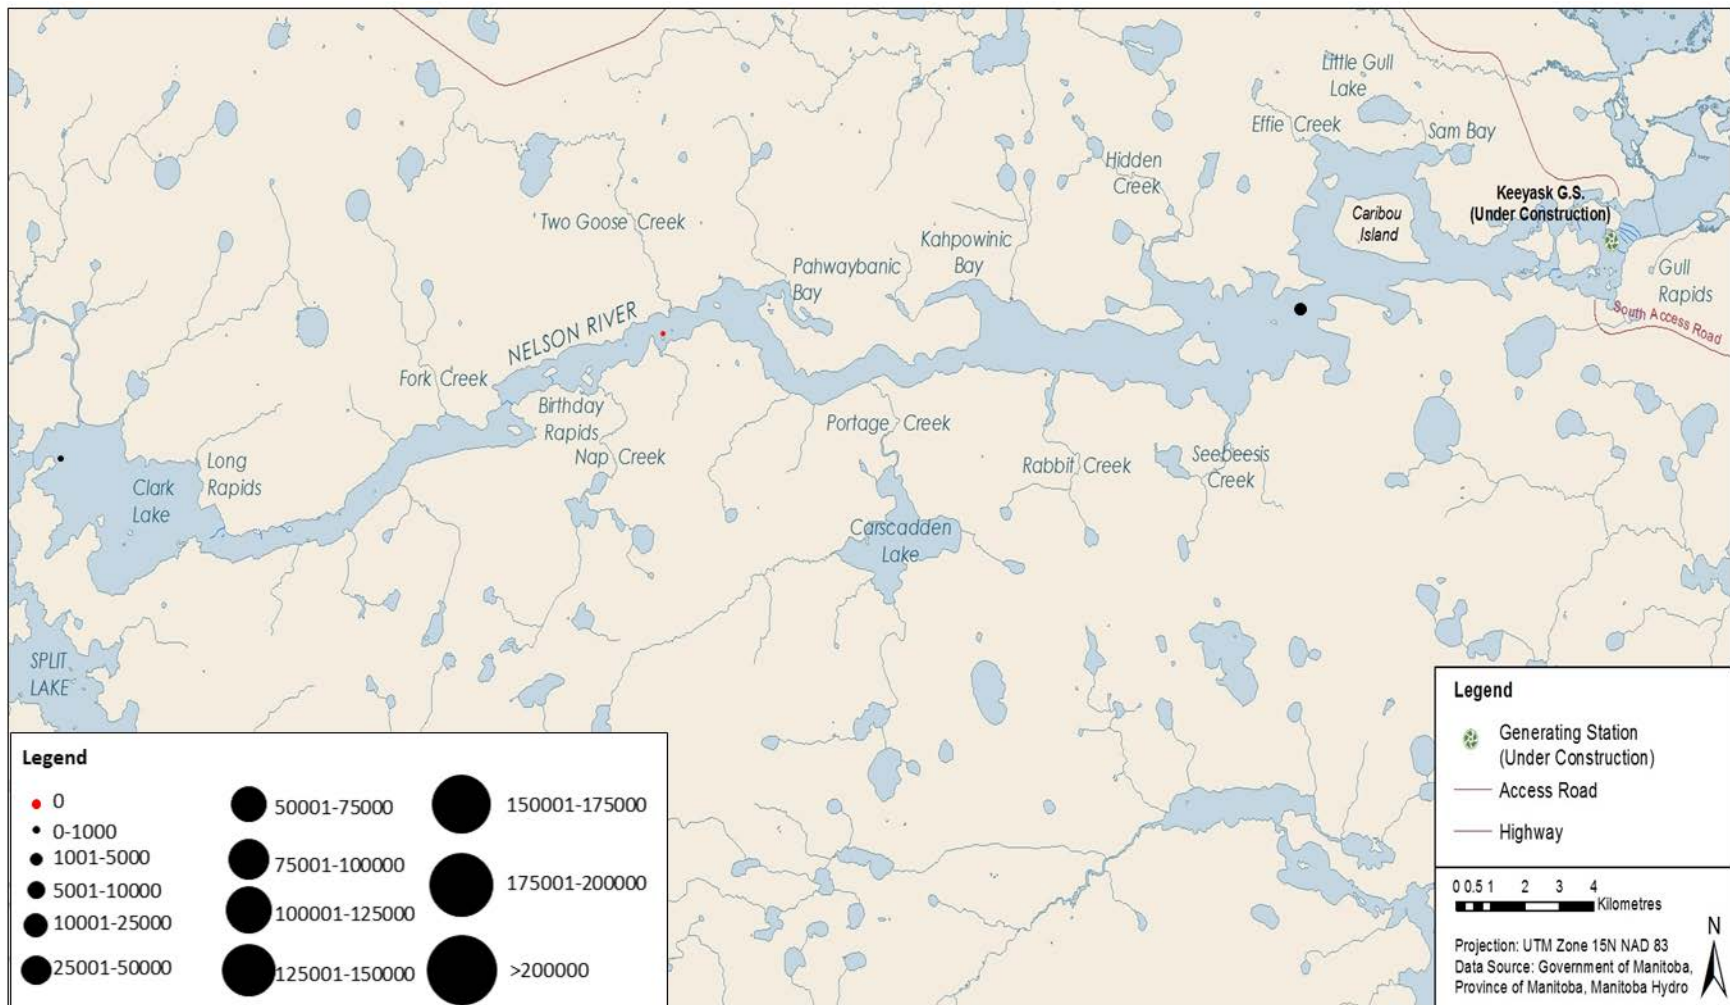 Little Gull
Lake
Effie Creek
Sam Bay
Hidden
Creek
Keeyask G.S.
(Under Construction)
Caribou
Island
'Two Goose' Creek
Kahpowinic
Bay
Pahwaybanic
Bay
Gull
Rapids
South Access Road
NELSON RIVER
Fork Creek
Birthday
Rapids
Nap Creek
Portage Creek
Rabbit Creek
Seebeesis
Creek
Long
Rapids
Clark
Lake
Carscadden
Lake
SPLIT
LAKE
Legend
0
0-1000
1001-5000
5001-10000
10001-25000
25001-50000
50001-75000
75001-100000
100001-125000
125001-150000
150001-175000
175001-200000
>200000
Legend
Generating Station
(Under Construction)
Access Road
Highway
0 0.5 1 2 3 4
Kilometres
N
Projection: UTM Zone 15N NAD 83
Data Source: Government of Manitoba,
Province of Manitoba, Manitoba Hydro